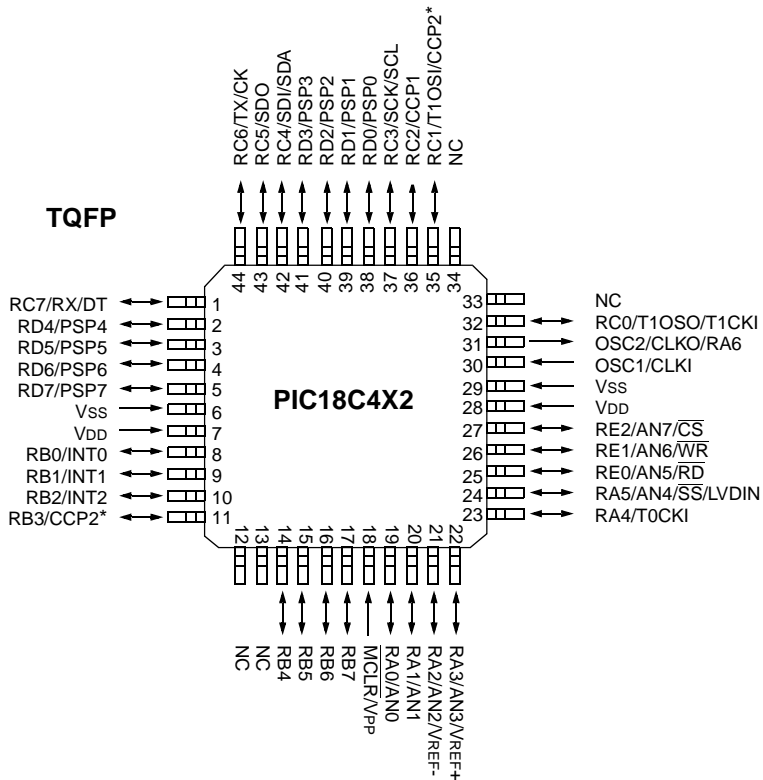 RC6/TX/CK
RC5/SDO
RC4/SDI/SDA
RD3/PSP3
RD2/PSP2
RD1/PSP1
RD0/PSP0
RC3/SCK/SCL
RC2/CCP1
RC1/T1OSI/CCP2*
NC
TQFP
44
43
42
41
40
39
38
37
36
35
34
RC7/RX/DT
RD4/PSP4
RD5/PSP5
RD6/PSP6
RD7/PSP7
VSS
VDD
RB0/INT0
RB1/INT1
RB2/INT2
RB3/CCP2*
1
2
3
4
5
6
7
8
9
10
11
PIC18C4X2
33
32
31
30
29
28
27
26
25
24
23
NC
RC0/T1OSO/T1CKI
OSC2/CLKO/RA6
OSC1/CLKI
VSS
VDD
RE2/AN7/CS
RE1/AN6/WR
RE0/AN5/RD
RA5/AN4/SS/LVDIN
RA4/T0CKI
12
13
14
15
16
17
18
19
20
21
22
NC
NC
RB4
RB5
RB6
RB7
MCLR/VPP
RA0/AN0
RA1/AN1
RA2/AN2/VREF-
RA3/AN3/VREF+